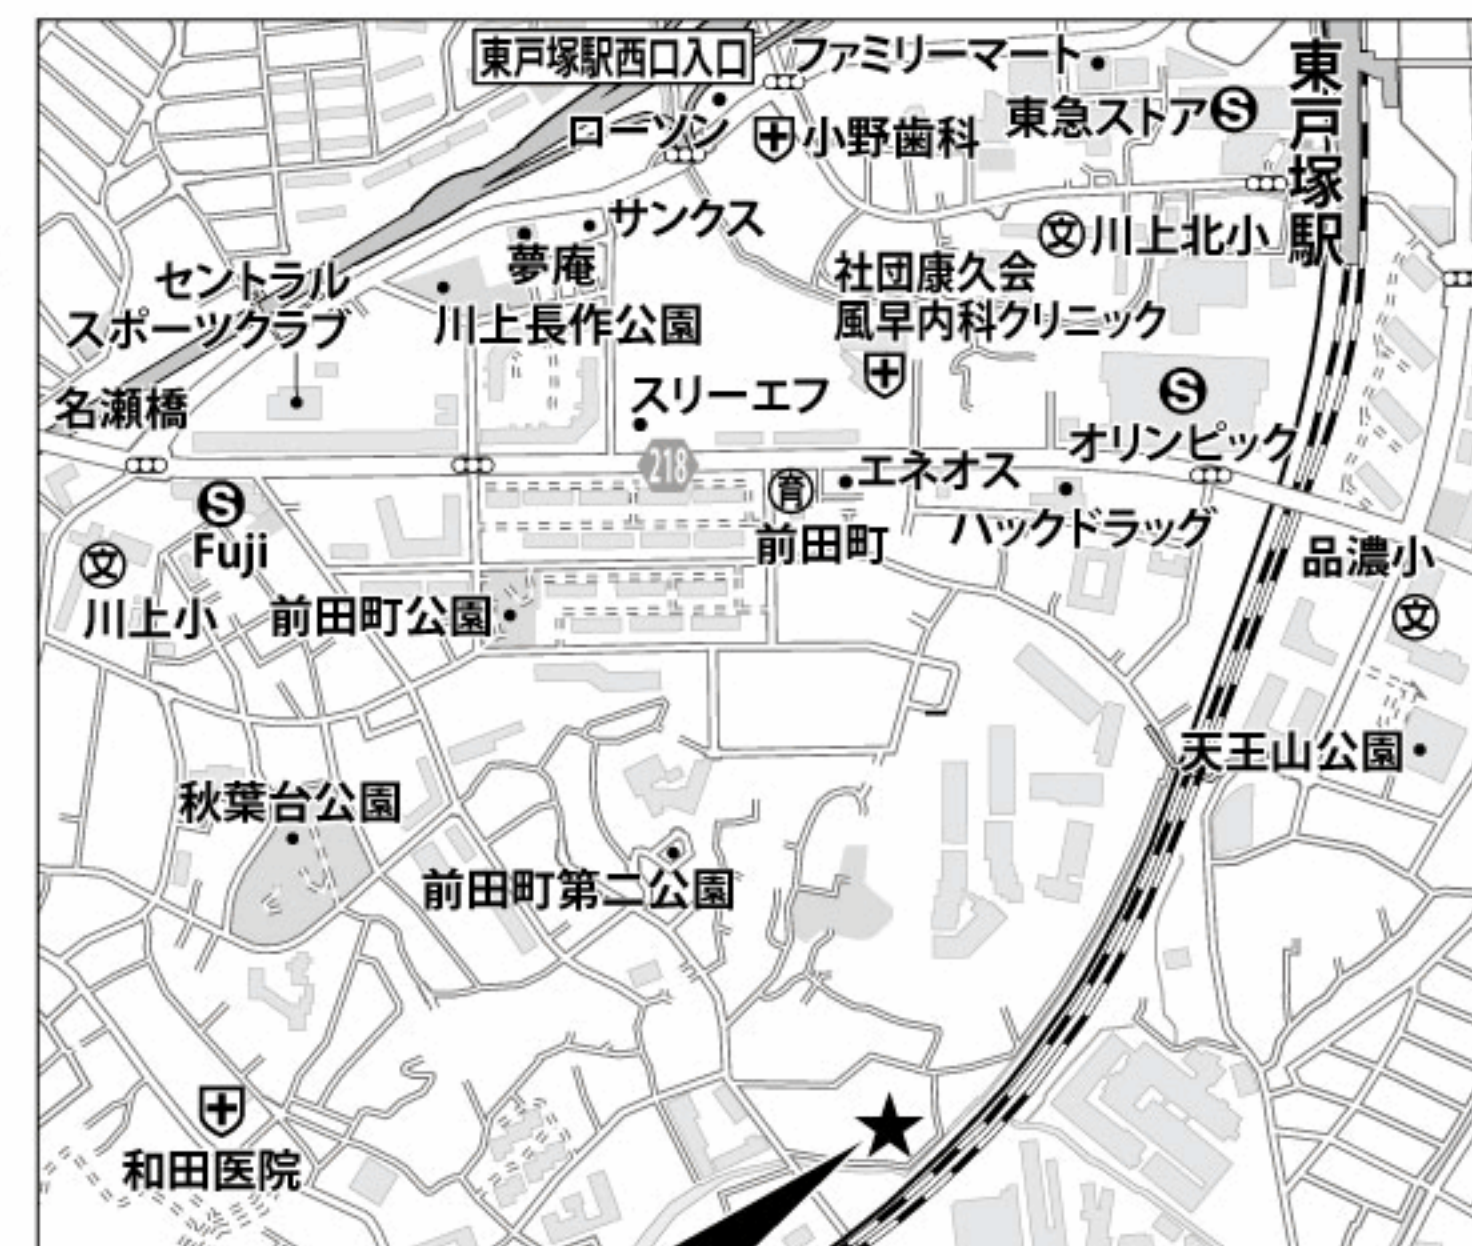 東戸塚駅西口入口
ファミリーマート
東戸塚駅
ローソン
小野歯科
東急ストア
S
サンクス
文
川上北小
夢庵
社団康久会
風早内科クリニック
セントラル
スポーツクラブ
川上長作公園
名瀬橋
スリーエフ
S
オリンピック
218
育
エネオス
S
Fuji
前田町
ハックドラッグ
品濃小
文
文
川上小
前田町公園
天王山公園
秋葉台公園
前田町第二公園
和田医院